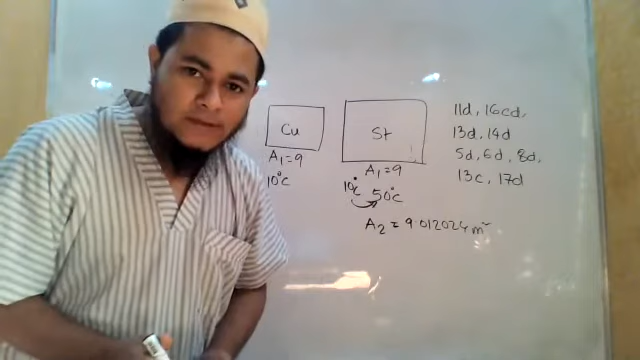 Cu
A₁=9
10°C
St
A₁=9
10°C 50°C
A₂ = 9.012024 m²
11d, 16cd,
13d, 14d
5d, 6d, 8d,
13c, 17d